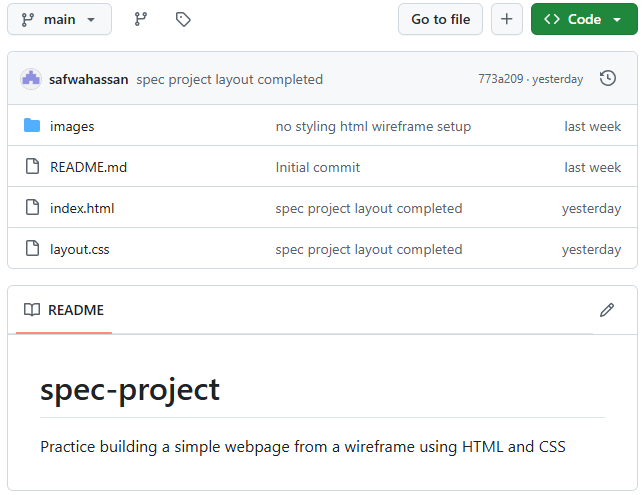 main Go to file Code
safwahassan spec project layout completed 773a209 · yesterday
images no styling html wireframe setup last week
README.md Initial commit last week
index.html spec project layout completed yesterday
layout.css spec project layout completed yesterday
README
spec-project
Practice building a simple webpage from a wireframe using HTML and CSS